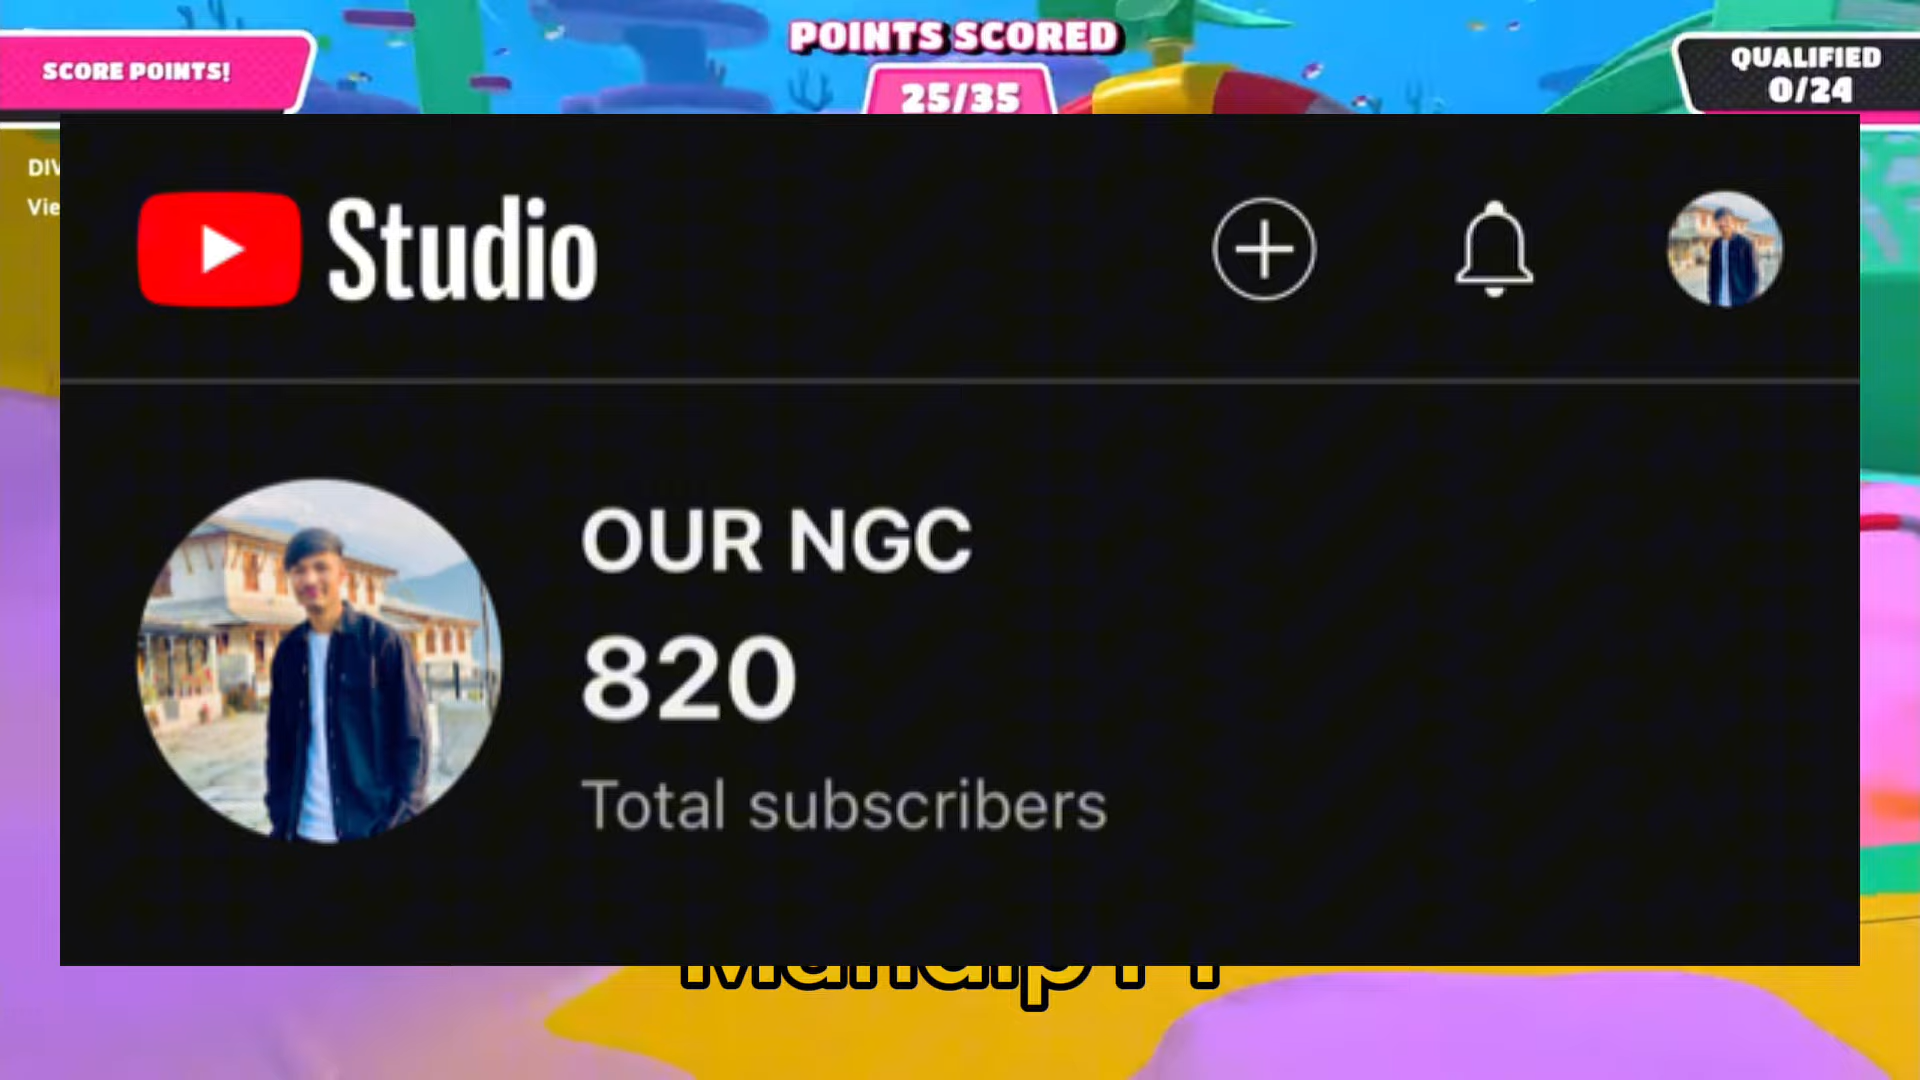 POINTS SCORED
SCORE POINTS!
25/35
QUALIFIED
0/24
Studio
OUR NGC
820
Total subscribers